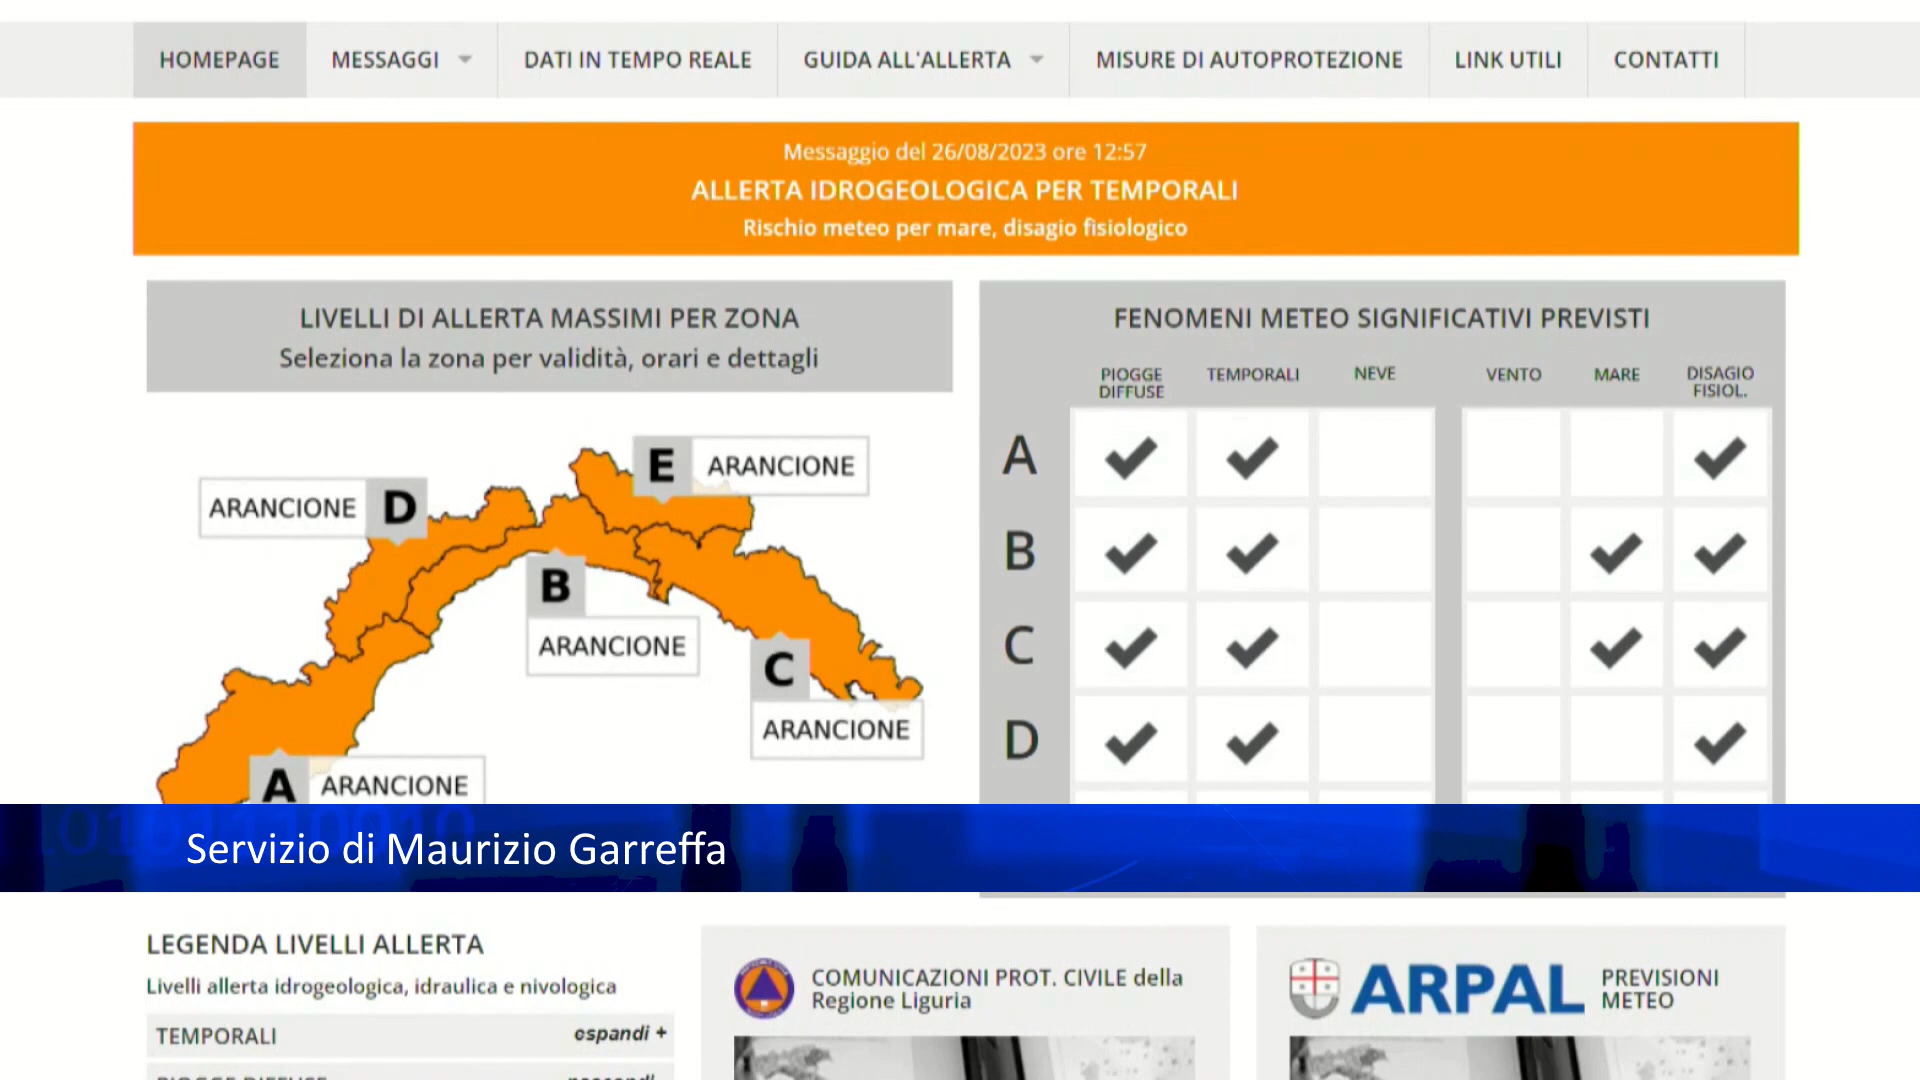 HOMEPAGE
MESSAGGI
DATI IN TEMPO REALE
GUIDA ALL'ALLERTA
MISURE DI AUTOPROTEZIONE
LINK UTILI
CONTATTI
Messaggio del 26/08/2023 ore 12:57
ALLERTA IDROGEOLOGICA PER TEMPORALI
Rischio meteo per mare, disagio fisiologico
LIVELLI DI ALLERTA MASSIMI PER ZONA
Seleziona la zona per validità, orari e dettagli
E ARANCIONE
ARANCIONE D
B
ARANCIONE
C
ARANCIONE
A ARANCIONE
FENOMENI METEO SIGNIFICATIVI PREVISTI
PIOGGE
DIFFUSE
TEMPORALI
NEVE
VENTO
MARE
DISAGIO
FISIOL.
A
B
C
D
Servizio di Maurizio Garreffa
LEGENDA LIVELLI ALLERTA
Livelli allerta idrogeologica, idraulica e nivologica
TEMPORALI espandi +
PIOGGE DIFFUSE
COMUNICAZIONI PROT. CIVILE della
Regione Liguria
ARPAL
PREVISIONI
METEO